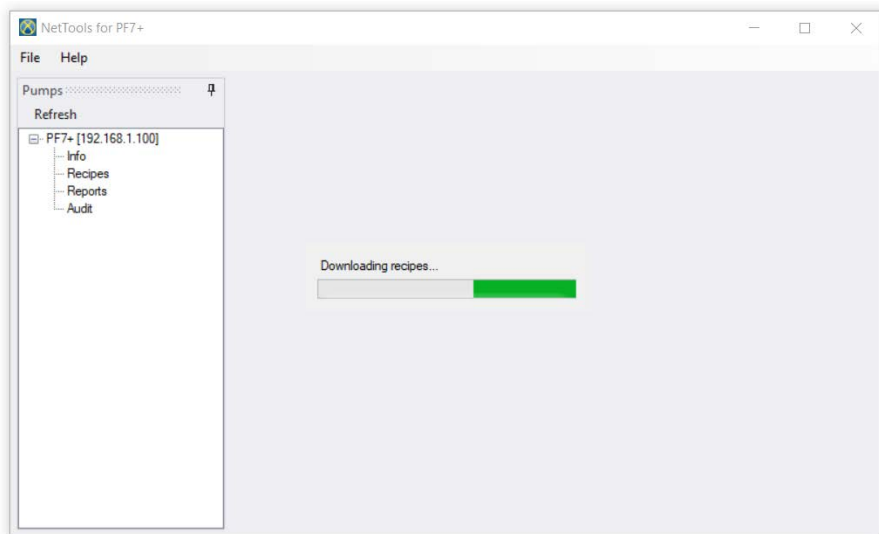 NetTools for PF7+
File Help
Pumps
Refresh
PF7+ [192.168.1.100]
Info
Recipes
Reports
Audit
Downloading recipes...